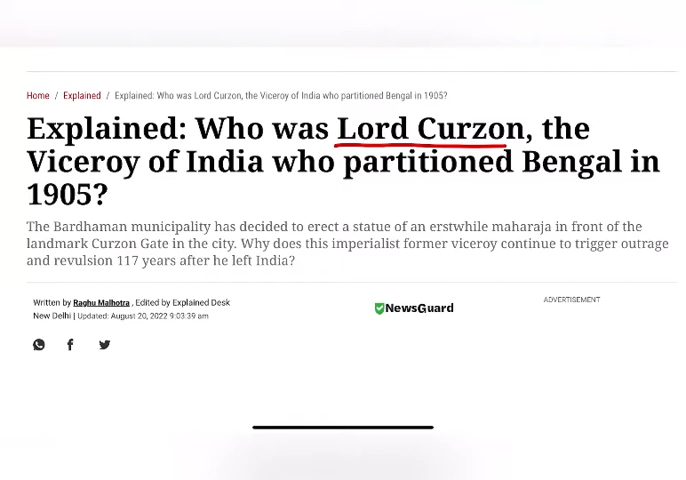 Home / Explained / Explained: Who was Lord Curzon, the Viceroy of India who partitioned Bengal in 1905?
Explained: Who was Lord Curzon, the
Viceroy of India who partitioned Bengal in
1905?
The Bardhaman municipality has decided to erect a statue of an erstwhile maharaja in front of the
landmark Curzon Gate in the city. Why does this imperialist former viceroy continue to trigger outrage
and revulsion 117 years after he left India?
Written by Raghu Malhotra , Edited by Explained Desk
New Delhi | Updated: August 20, 2022 9:03:39 am
NewsGuard
ADVERTISEMENT